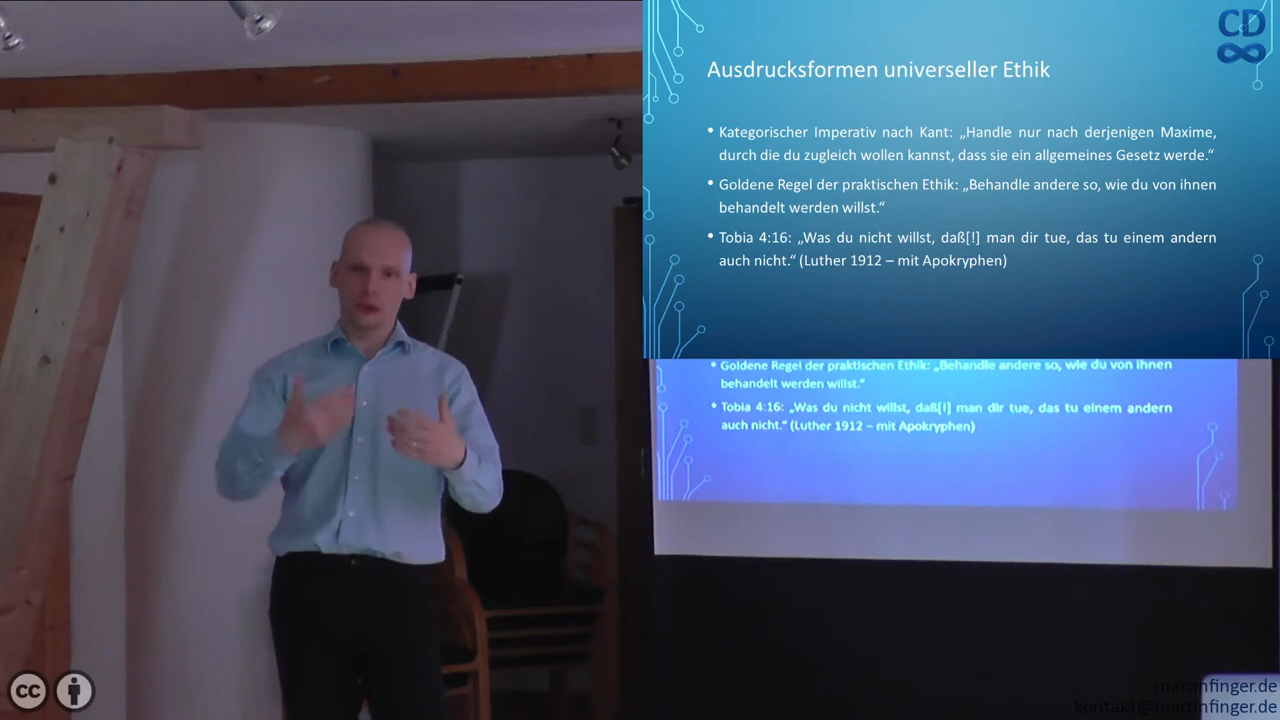 CD
Ausdrucksformen universeller Ethik
• Kategorischer Imperativ nach Kant: „Handle nur nach derjenigen Maxime,
durch die du zugleich wollen kannst, dass sie ein allgemeines Gesetz werde.“
• Goldene Regel der praktischen Ethik: „Behandle andere so, wie du von ihnen
behandelt werden willst.“
• Tobia 4:16: „Was du nicht willst, daß[!] man dir tue, das tu einem andern
auch nicht.“ (Luther 1912 – mit Apokryphen)
• Goldene Regel der praktischen Ethik: „Behandle andere so, wie du von ihnen
behandelt werden willst.“
• Tobia 4:16: „Was du nicht willst, daß[!] man dir tue, das tu einem andern
auch nicht.“ (Luther 1912 – mit Apokryphen)
cc
martinfinger.de
kontakt@martinfinger.de